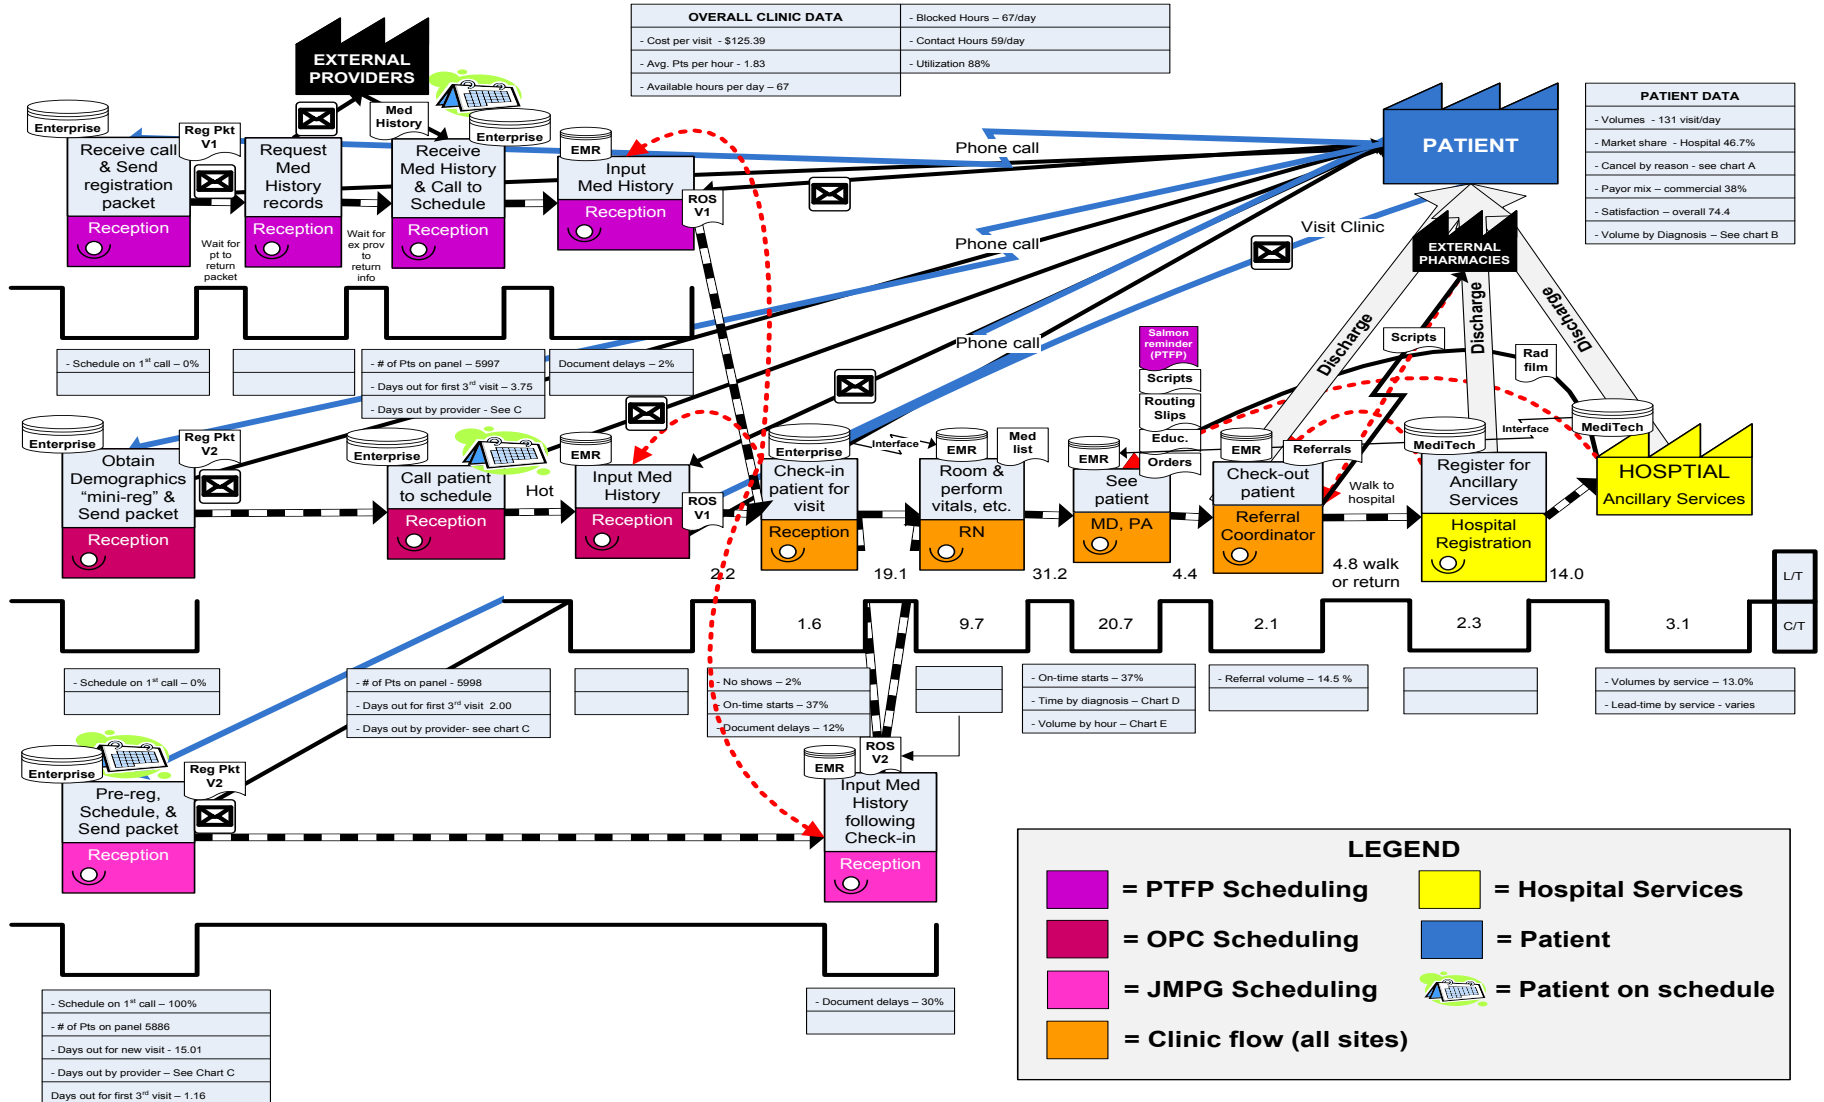 OVERALL CLINIC DATA
- Cost per visit - $125.39
- Avg. Pts per hour - 1.83
- Available hours per day – 67
- Blocked Hours – 67/day
- Contact Hours 59/day
- Utilization 88%
EXTERNAL
PROVIDERS
PATIENT
PATIENT DATA
- Volumes - 131 visit/day
- Market share - Hospital 46.7%
- Cancel by reason - see chart A
- Payor mix – commercial 38%
- Satisfaction – overall 74.4
- Volume by Diagnosis – See chart B
Enterprise
Receive call
& Send
registration
packet
Reception
Reg Pkt
V1
Wait for
pt to
return
packet
Request
Med
History
records
Reception
Med
History
Wait for
ex prov
to
return
info
Enterprise
Receive
Med History
& Call to
Schedule
Reception
EMR
Input
Med History
Reception
ROS
V1
Phone call
Phone call
Phone call
Visit Clinic
EXTERNAL
PHARMACIES
Discharge
Discharge
Discharge
Scripts
Rad
film
- Schedule on 1st call – 0%
- # of Pts on panel – 5997
- Days out for first 3rd visit – 3.75
- Days out by provider - See C
Document delays – 2%
Salmon
reminder
(PTFP)
Scripts
Routing
Slips
Educ.
Orders
Enterprise
Obtain
Demographics
“mini-reg” &
Send packet
Reception
Reg Pkt
V2
Enterprise
Call patient
to schedule
Reception
Hot
EMR
Input Med
History
Reception
ROS
V1
Enterprise
Check-in
patient for
visit
Reception
Interface
EMR
Med
list
Room &
perform
vitals, etc.
RN
EMR
See
patient
MD, PA
EMR
Referrals
Check-out
patient
Referral
Coordinator
Walk to
hospital
MediTech
Interface
Register for
Ancillary
Services
Hospital
Registration
MediTech
HOSPTIAL
Ancillary Services
2.2
19.1
31.2
4.4
4.8 walk
or return
14.0
L/T
1.6
9.7
20.7
2.1
2.3
3.1
C/T
- Schedule on 1st call – 0%
- # of Pts on panel - 5998
- Days out for first 3rd visit 2.00
- Days out by provider- see chart C
- No shows – 2%
- On-time starts – 37%
- Document delays – 12%
- On-time starts – 37%
- Time by diagnosis – Chart D
- Volume by hour – Chart E
- Referral volume – 14.5 %
- Volumes by service – 13.0%
- Lead-time by service - varies
Enterprise
Pre-reg,
Schedule, &
Send packet
Reception
Reg Pkt
V2
EMR
ROS
V2
Input Med
History
following
Check-in
Reception
- Schedule on 1st call – 100%
- # of Pts on panel 5886
- Days out for new visit - 15.01
- Days out by provider – See Chart C
Days out for first 3rd visit – 1.16
- Document delays – 30%
LEGEND
= PTFP Scheduling
= OPC Scheduling
= JMPG Scheduling
= Clinic flow (all sites)
= Hospital Services
= Patient
= Patient on schedule